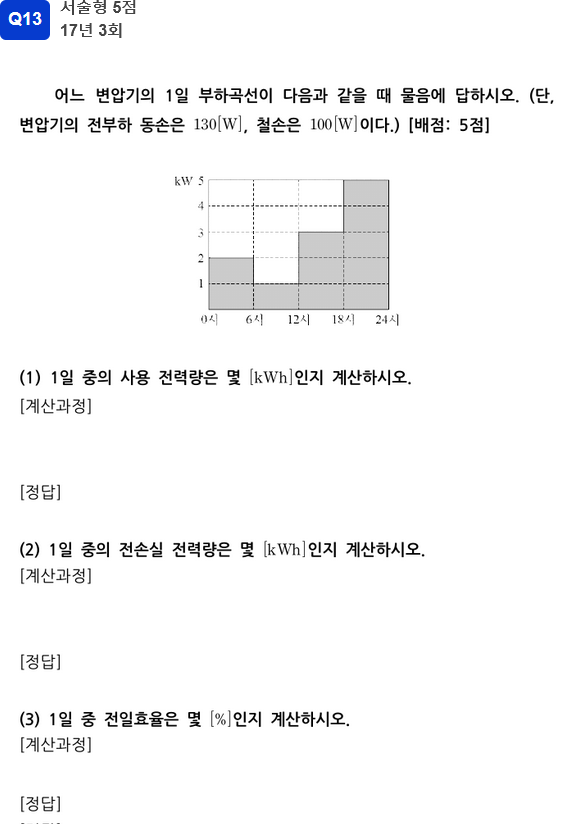 Q13
서술형 5점
17년 3회
어느 변압기의 1일 부하곡선이 다음과 같을 때 물음에 답하시오. (단,
변압기의 전부하 동손은 130[W], 철손은 100[W]이다.) [배점: 5점]
kW 5
4
3
2
1
0시 6시 12시 18시 24시
(1) 1일 중의 사용 전력량은 몇 [kWh]인지 계산하시오.
[계산과정]
[정답]
(2) 1일 중의 전손실 전력량은 몇 [kWh]인지 계산하시오.
[계산과정]
[정답]
(3) 1일 중 전일효율은 몇 [%]인지 계산하시오.
[계산과정]
[정답]